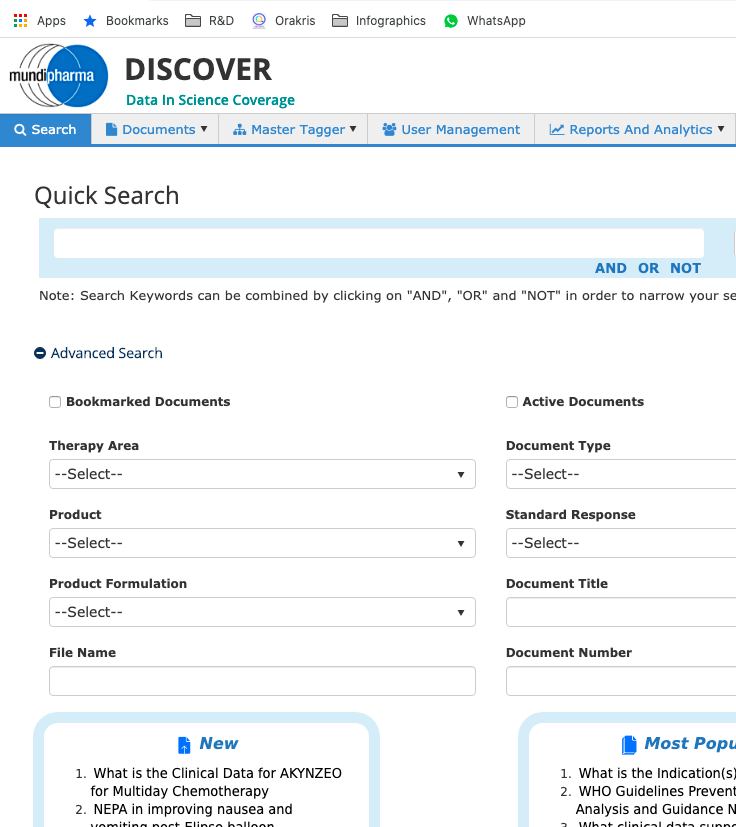 Apps Bookmarks R&D Orakris Infographics WhatsApp
mundipharma
DISCOVER
Data In Science Coverage
Search Documents Master Tagger User Management Reports And Analytics
Quick Search
AND OR NOT
Note: Search Keywords can be combined by clicking on "AND", "OR" and "NOT" in order to narrow your se
Advanced Search
Bookmarked Documents Active Documents
Therapy Area Document Type
--Select-- --Select--
Product Standard Response
--Select-- --Select--
Product Formulation Document Title
--Select--
File Name Document Number
New
1. What is the Clinical Data for AKYNZEO
for Multiday Chemotherapy
2. NEPA in improving nausea and
vomiting post Elipse balloon
Most Popu
1. What is the Indication(s)
2. WHO Guidelines Prevent
Analysis and Guidance N
3. What clinical data suppo